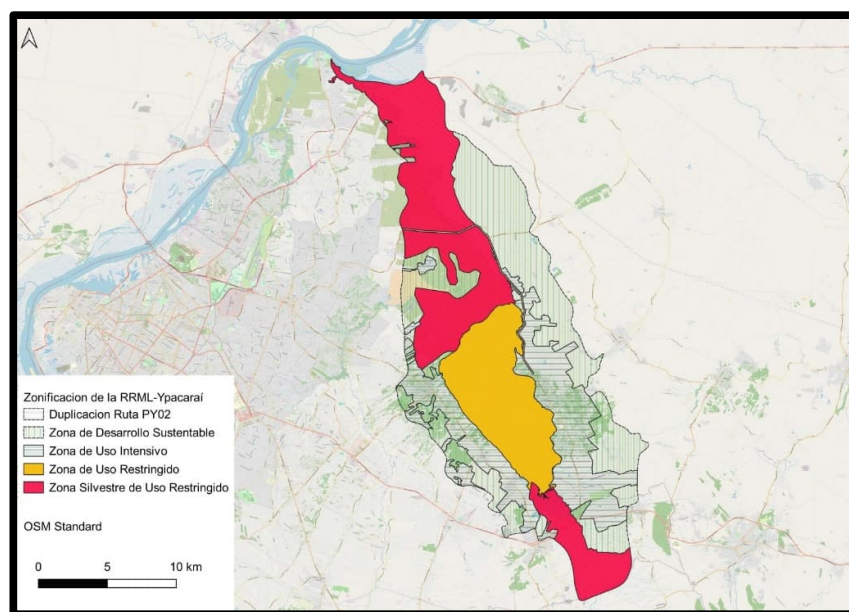 Zonificacion de la RRML-Ypacaraí
Duplicacion Ruta PY02
Zona de Desarrollo Sustentable
Zona de Uso Intensivo
Zona de Uso Restringido
Zona Silvestre de Uso Restringido
OSM Standard
0 5 10 km